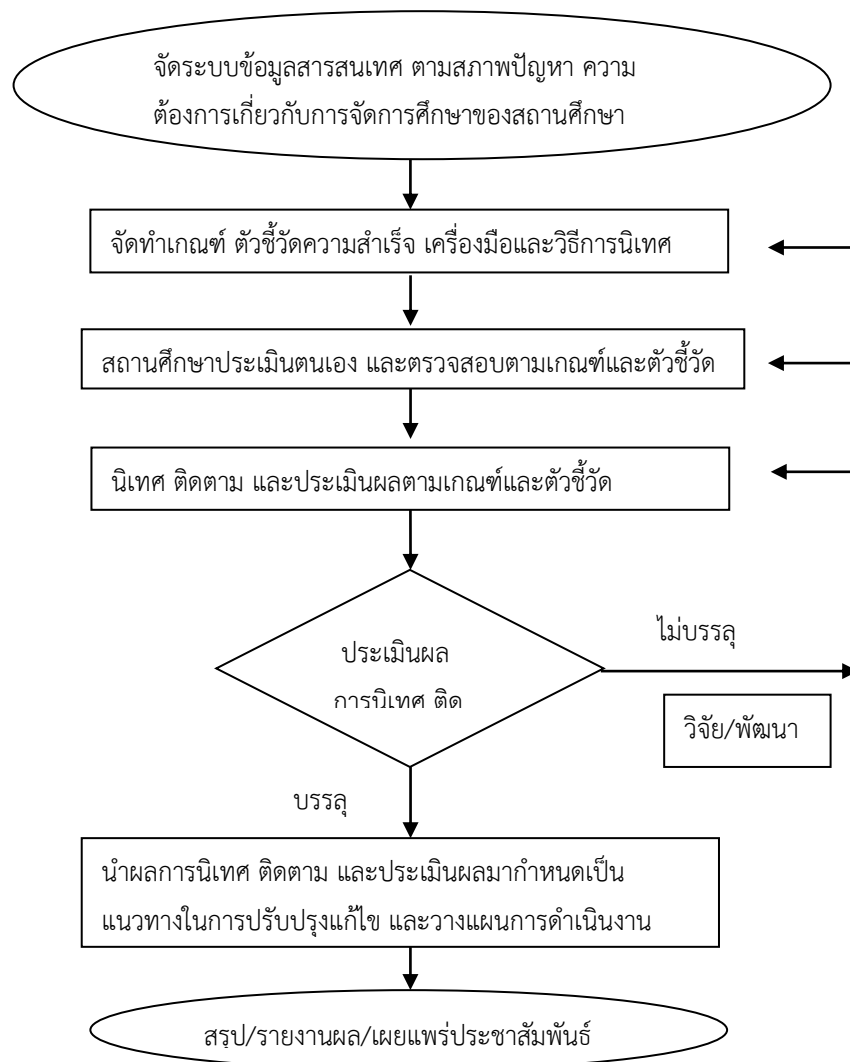 จัดระบบข้อมูลสารสนเทศ ตามสภาพปัญหา ความ
ต้องการเกี่ยวกับการจัดการศึกษาของสถานศึกษา
จัดทำเกณฑ์ ตัวชี้วัดความสำเร็จ เครื่องมือและวิธีการนิเทศ
สถานศึกษาประเมินตนเอง และตรวจสอบตามเกณฑ์และตัวชี้วัด
นิเทศ ติดตาม และประเมินผลตามเกณฑ์และตัวชี้วัด
ประเมินผล
การนิเทศ ติด
ไม่บรรลุ
วิจัย/พัฒนา
บรรลุ
นำผลการนิเทศ ติดตาม และประเมินผลมากำหนดเป็น
แนวทางในการปรับปรุงแก้ไข และวางแผนการดำเนินงาน
สรุป/รายงานผล/เผยแพร่ประชาสัมพันธ์